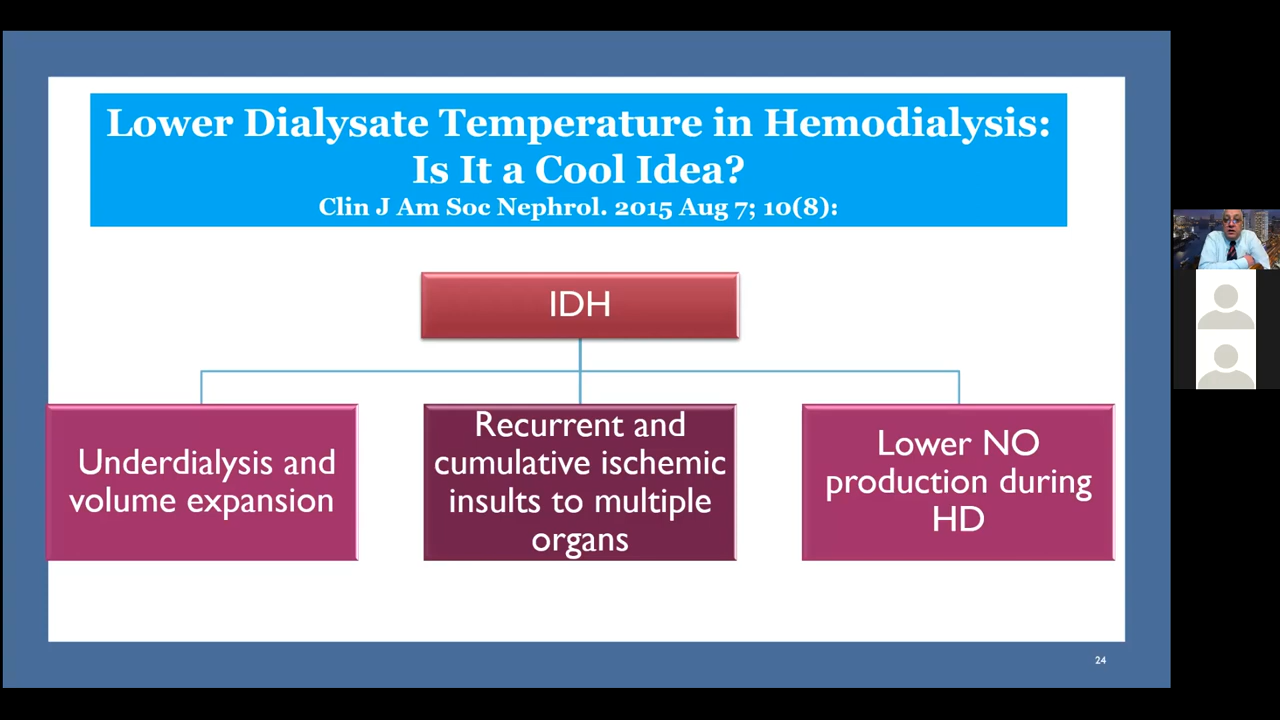 Lower Dialysate Temperature in Hemodialysis:
Is It a Cool Idea?
Clin J Am Soc Nephrol. 2015 Aug 7; 10(8):
IDH
Underdialysis and
volume expansion
Recurrent and
cumulative ischemic
insults to multiple
organs
Lower NO
production during
HD
24